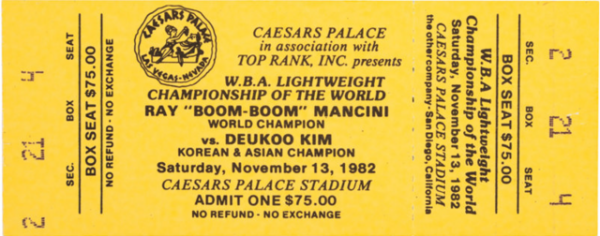 SEAT
4
BOX
21
SEC.
2
BOX SEAT $75.00
NO REFUND - NO EXCHANGE
CAESARS PALACE
LAS VEGAS - NEVADA
CAESARS PALACE
in association with
TOP RANK, INC. presents
W.B.A. LIGHTWEIGHT
CHAMPIONSHIP OF THE WORLD
RAY "BOOM-BOOM" MANCINI
WORLD CHAMPION
vs. DEUKOO KIM
KOREAN & ASIAN CHAMPION
Saturday, November 13, 1982
CAESARS PALACE STADIUM
ADMIT ONE $75.00
NO REFUND - NO EXCHANGE
SEC.
2
BOX
21
SEAT
4
BOX SEAT $75.00
W.B.A Lightweight
Championship of the World
Saturday, November 13, 1982
CAESARS PALACE STADIUM
the other company - San Diego, California